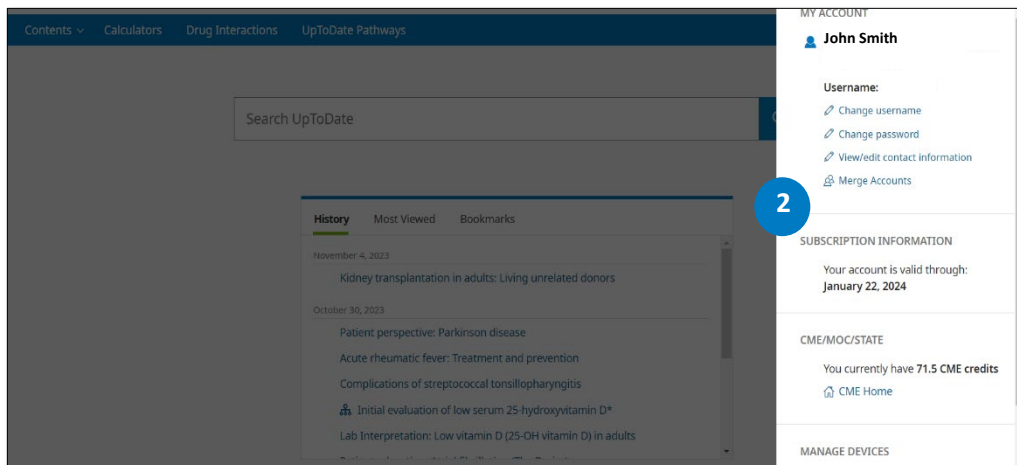 Contents Calculators Drug Interactions UpToDate Pathways
Search UpToDate
History Most Viewed Bookmarks
November 4, 2023
Kidney transplantation in adults: Living unrelated donors
October 30, 2023
Patient perspective: Parkinson disease
Acute rheumatic fever: Treatment and prevention
Complications of streptococcal tonsillopharyngitis
Initial evaluation of low serum 25-hydroxyvitamin D*
Lab Interpretation: Low vitamin D (25-OH vitamin D) in adults
2
MY ACCOUNT
John Smith
Username:
Change username
Change password
View/edit contact information
Merge Accounts
SUBSCRIPTION INFORMATION
Your account is valid through:
January 22, 2024
CME/MOC/STATE
You currently have 71.5 CME credits
CME Home
MANAGE DEVICES